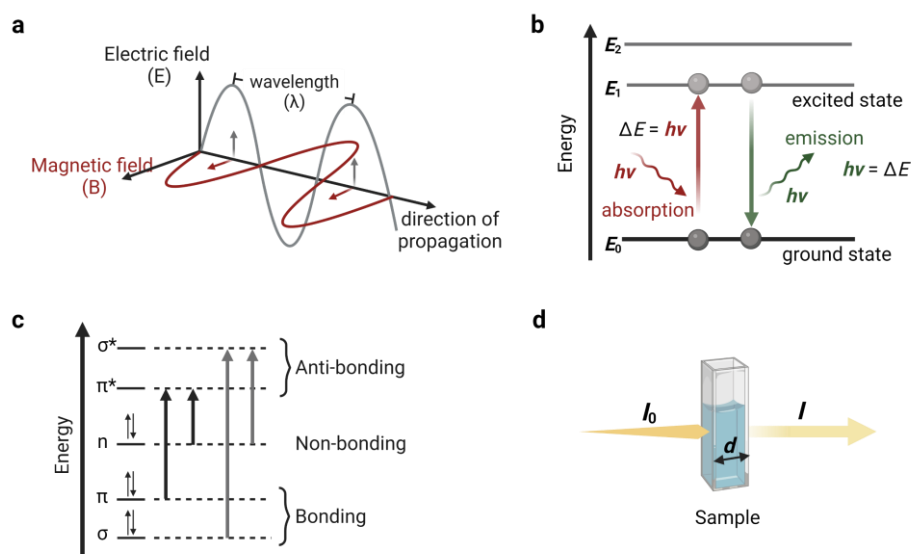 a
Electric field
(E)
wavelength
(λ)
Magnetic field
(B)
direction of
propagation
b
Energy
E2
E1
excited state
ΔE = hv
emission
hv
hv
hv = ΔE
absorption
E0
ground state
c
Energy
σ*
π*
Anti-bonding
n
Non-bonding
π
Bonding
σ
d
I0
I
d
Sample